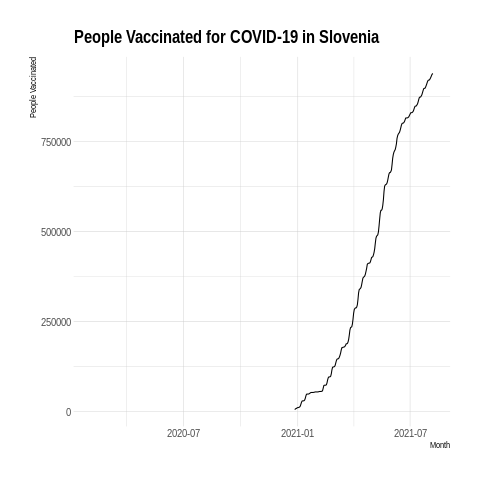 People Vaccinated for COVID-19 in Slovenia
People Vaccinated
750000
500000
250000
0
2020-07 2021-01 2021-07
Month